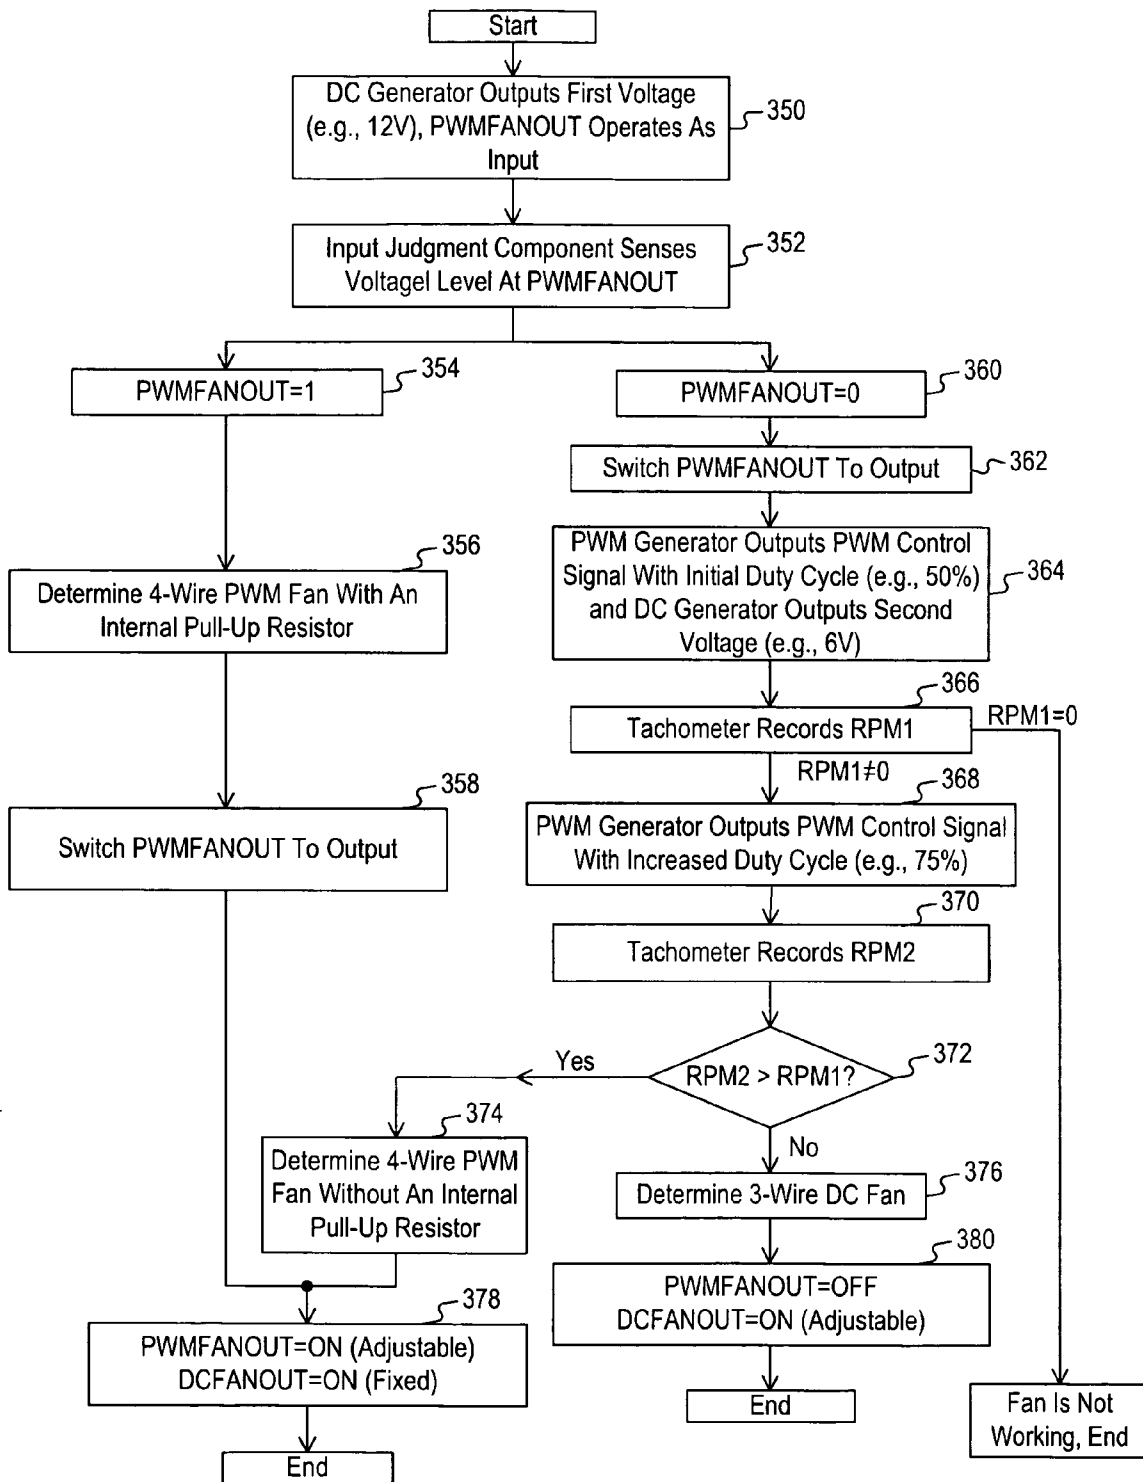 Start
DC Generator Outputs First Voltage
(e.g., 12V), PWMFANOUT Operates As
Input
350
Input Judgment Component Senses
Voltagel Level At PWMFANOUT
352
PWMFANOUT=1
354
PWMFANOUT=0
360
Switch PWMFANOUT To Output
362
PWM Generator Outputs PWM Control
Signal With Initial Duty Cycle (e.g., 50%)
and DC Generator Outputs Second
Voltage (e.g., 6V)
364
356
Determine 4-Wire PWM Fan With An
Internal Pull-Up Resistor
366
Tachometer Records RPM1
RPM1=0
RPM1≠0
358
Switch PWMFANOUT To Output
368
PWM Generator Outputs PWM Control Signal
With Increased Duty Cycle (e.g., 75%)
370
Tachometer Records RPM2
RPM2 > RPM1?
372
Yes
No
374
Determine 4-Wire PWM
Fan Without An Internal
Pull-Up Resistor
Determine 3-Wire DC Fan
376
380
PWMFANOUT=OFF
DCFANOUT=ON (Adjustable)
378
PWMFANOUT=ON (Adjustable)
DCFANOUT=ON (Fixed)
End
Fan Is Not
Working, End
End